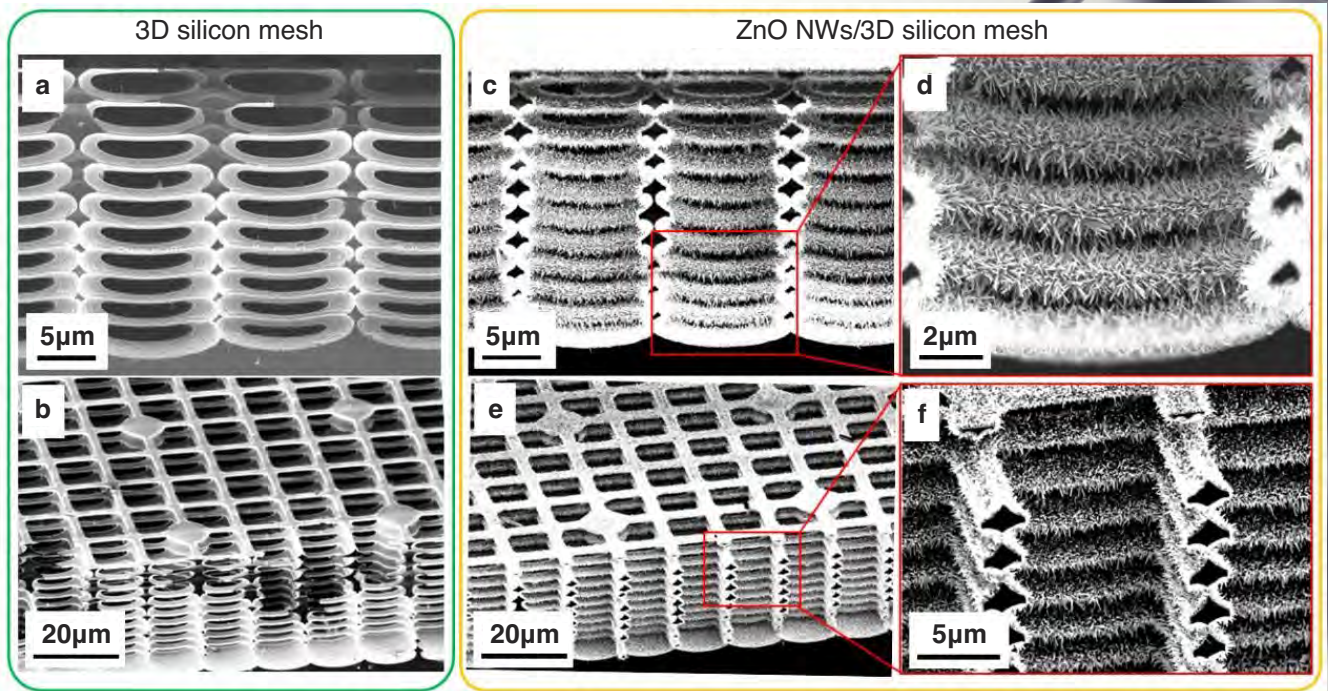 3D silicon mesh
ZnO NWs/3D silicon mesh
a
5µm
c
5µm
d
2µm
b
20µm
e
20µm
f
5µm